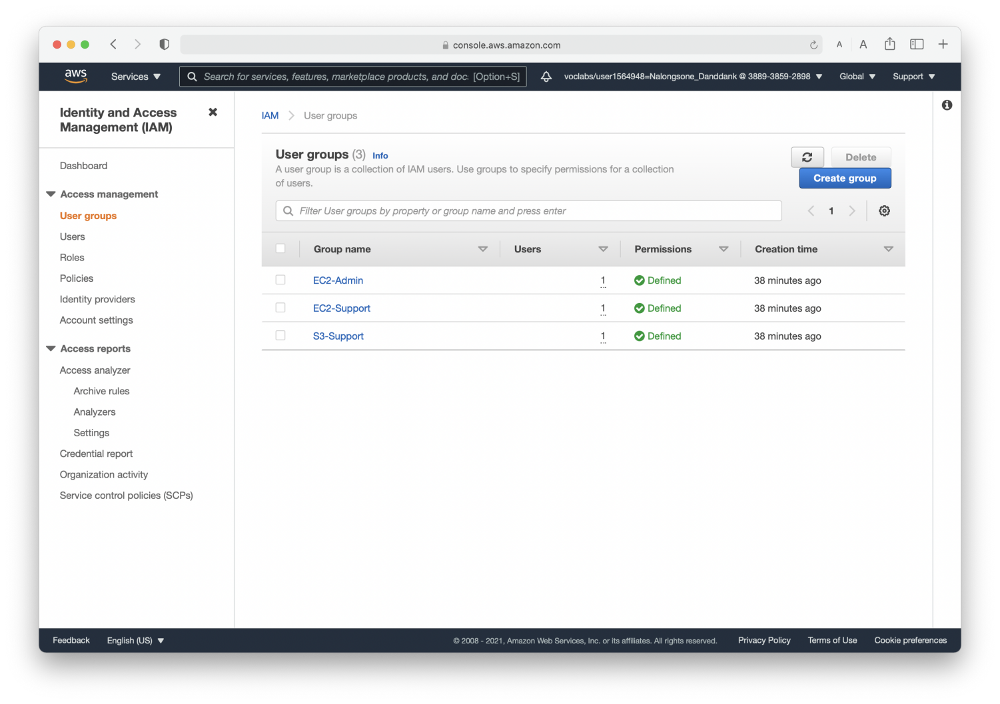 console.aws.amazon.com
A A
aws
Services
Search for services, features, marketplace products, and doc: [Option+S]
voclabs/user1564948=Nalongsone_Danddank @ 3889-3859-2898
Global
Support
Identity and Access
Management (IAM)
Dashboard
Access management
User groups
Users
Roles
Policies
Identity providers
Account settings
Access reports
Access analyzer
Archive rules
Analyzers
Settings
Credential report
Organization activity
Service control policies (SCPs)
IAM > User groups
User groups (3) Info
A user group is a collection of IAM users. Use groups to specify permissions for a collection
of users.
Delete
Create group
Filter User groups by property or group name and press enter
1
Group name Users Permissions Creation time
EC2-Admin 1 Defined 38 minutes ago
EC2-Support 1 Defined 38 minutes ago
S3-Support 1 Defined 38 minutes ago
Feedback English (US) © 2008 - 2021, Amazon Web Services, Inc. or its affiliates. All rights reserved. Privacy Policy Terms of Use Cookie preferences